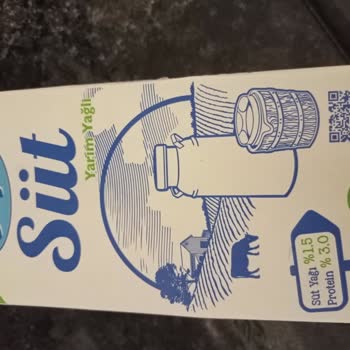 Süt
Yarım Yağlı
Süt Yağı %1.5
Protein % 3.0